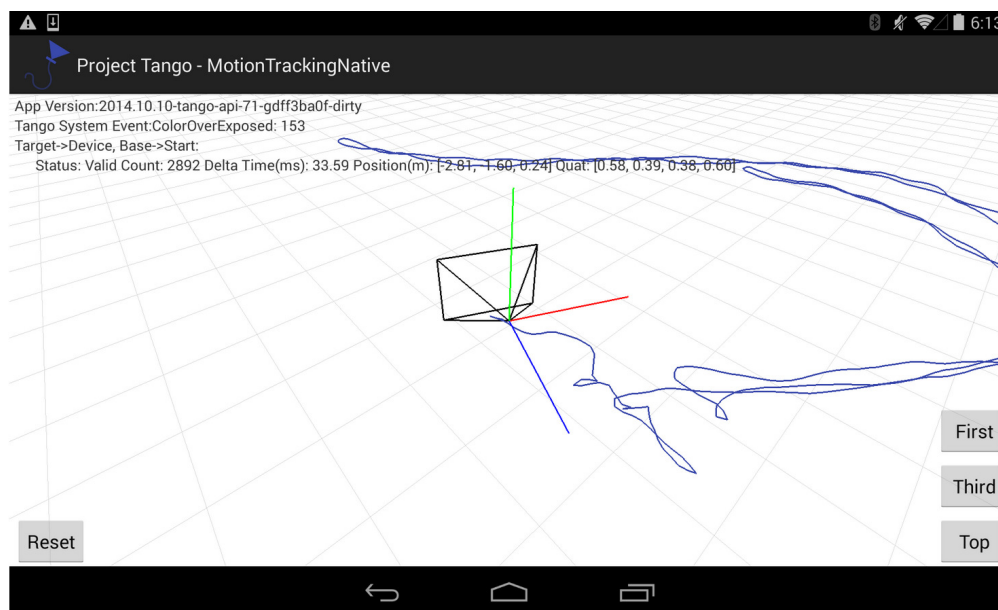 6:13
Project Tango - MotionTrackingNative
App Version:2014.10.10-tango-api-71-gdff3ba0f-dirty
Tango System Event:ColorOverExposed: 153
Target->Device, Base->Start:
Status: Valid Count: 2892 Delta Time(ms): 33.59 Position(m): [-2.81, -1.60, 0.24] Quat: [0.58, 0.39, 0.38, 0.60]
First
Third
Reset
Top